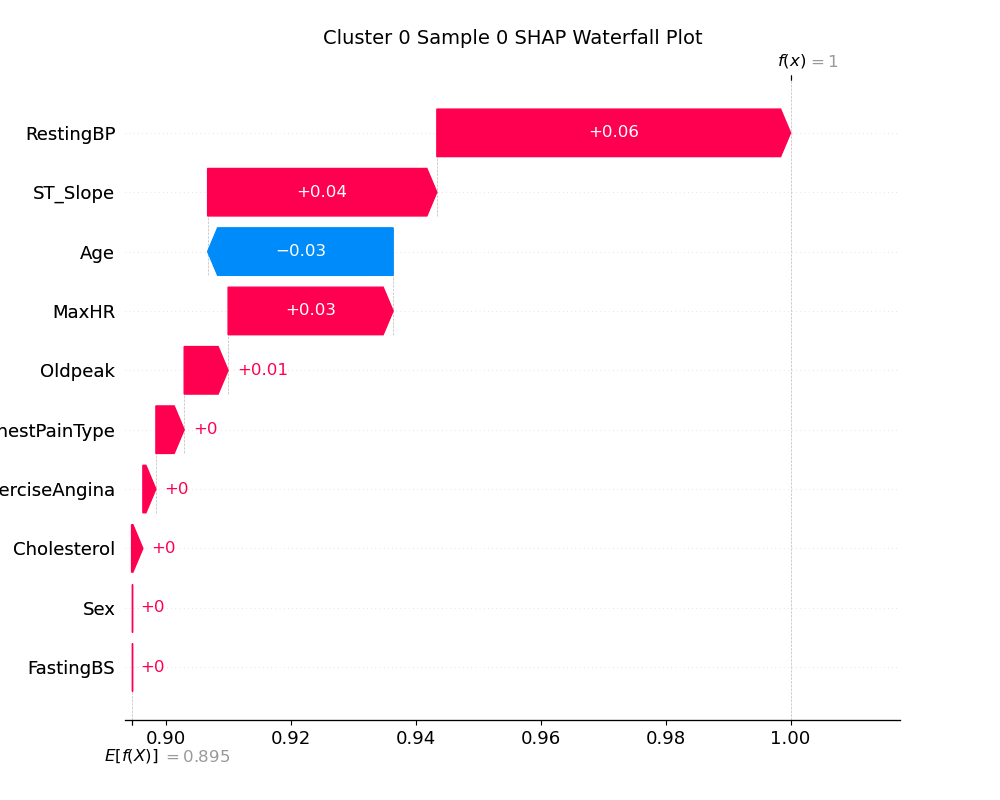 Cluster 0 Sample 0 SHAP Waterfall Plot
f(x) = 1
RestingBP +0.06
ST_Slope +0.04
Age −0.03
MaxHR +0.03
Oldpeak +0.01
hestPainType +0
erciseAngina +0
Cholesterol +0
Sex +0
FastingBS +0
0.90 0.92 0.94 0.96 0.98 1.00
E[f(X)] = 0.895